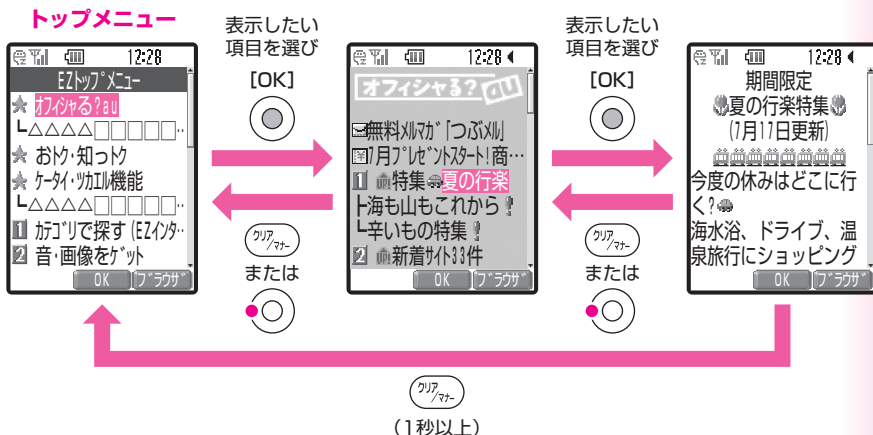 トップメニュー
12:28
EZトップメニュー
オフィシャる?au
┗△△△△□□□□□‥
おトク・知っトク
ケータイ・ツカエル機能
┗△△△△□□□□□‥
1 カテゴリで探す(EZインタ‥
2 音・画像をゲット
OK ブラウザ
表示したい
項目を選び
[OK]
クリア/マナー
または
12:28
オフィシャる?au
無料メルマガ「つぶメル」
7月プレゼントスタート!商…
1 特集 夏の行楽
┣海も山もこれから
┗辛いもの特集
2 新着サイト33件
OK ブラウザ
表示したい
項目を選び
[OK]
クリア/マナー
または
12:28
期間限定
夏の行楽特集
(7月17日更新)
今度の休みはどこに行
く?
海水浴、ドライブ、温
泉旅行にショッピング
OK ブラウザ
クリア/マナー
(1秒以上)